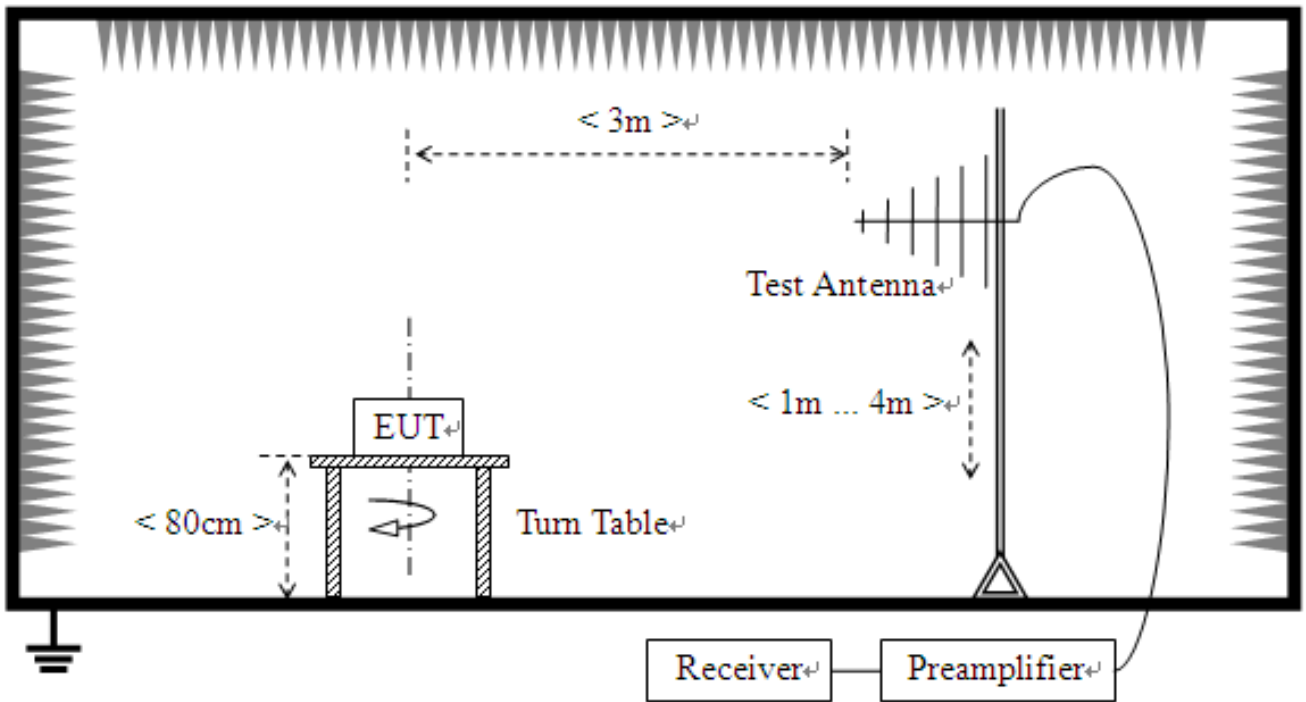 < 3m >↵
Test Antenna↵
< 1m ... 4m >↵
EUT↵
< 80cm >↵
Turn Table↵
Receiver↵
Preamplifier↵